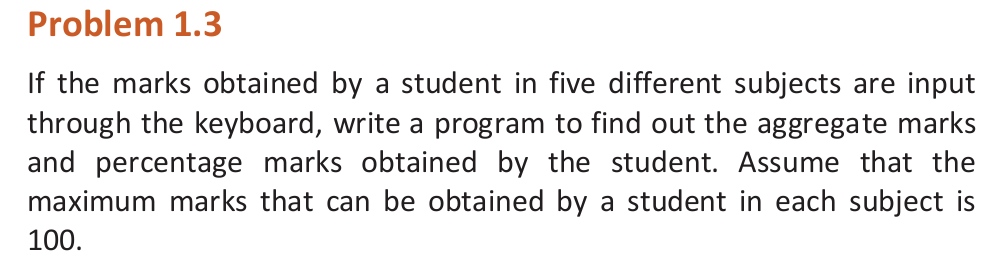 Problem 1.3
If the marks obtained by a student in five different subjects are input
through the keyboard, write a program to find out the aggregate marks
and percentage marks obtained by the student. Assume that the
maximum marks that can be obtained by a student in each subject is
100.